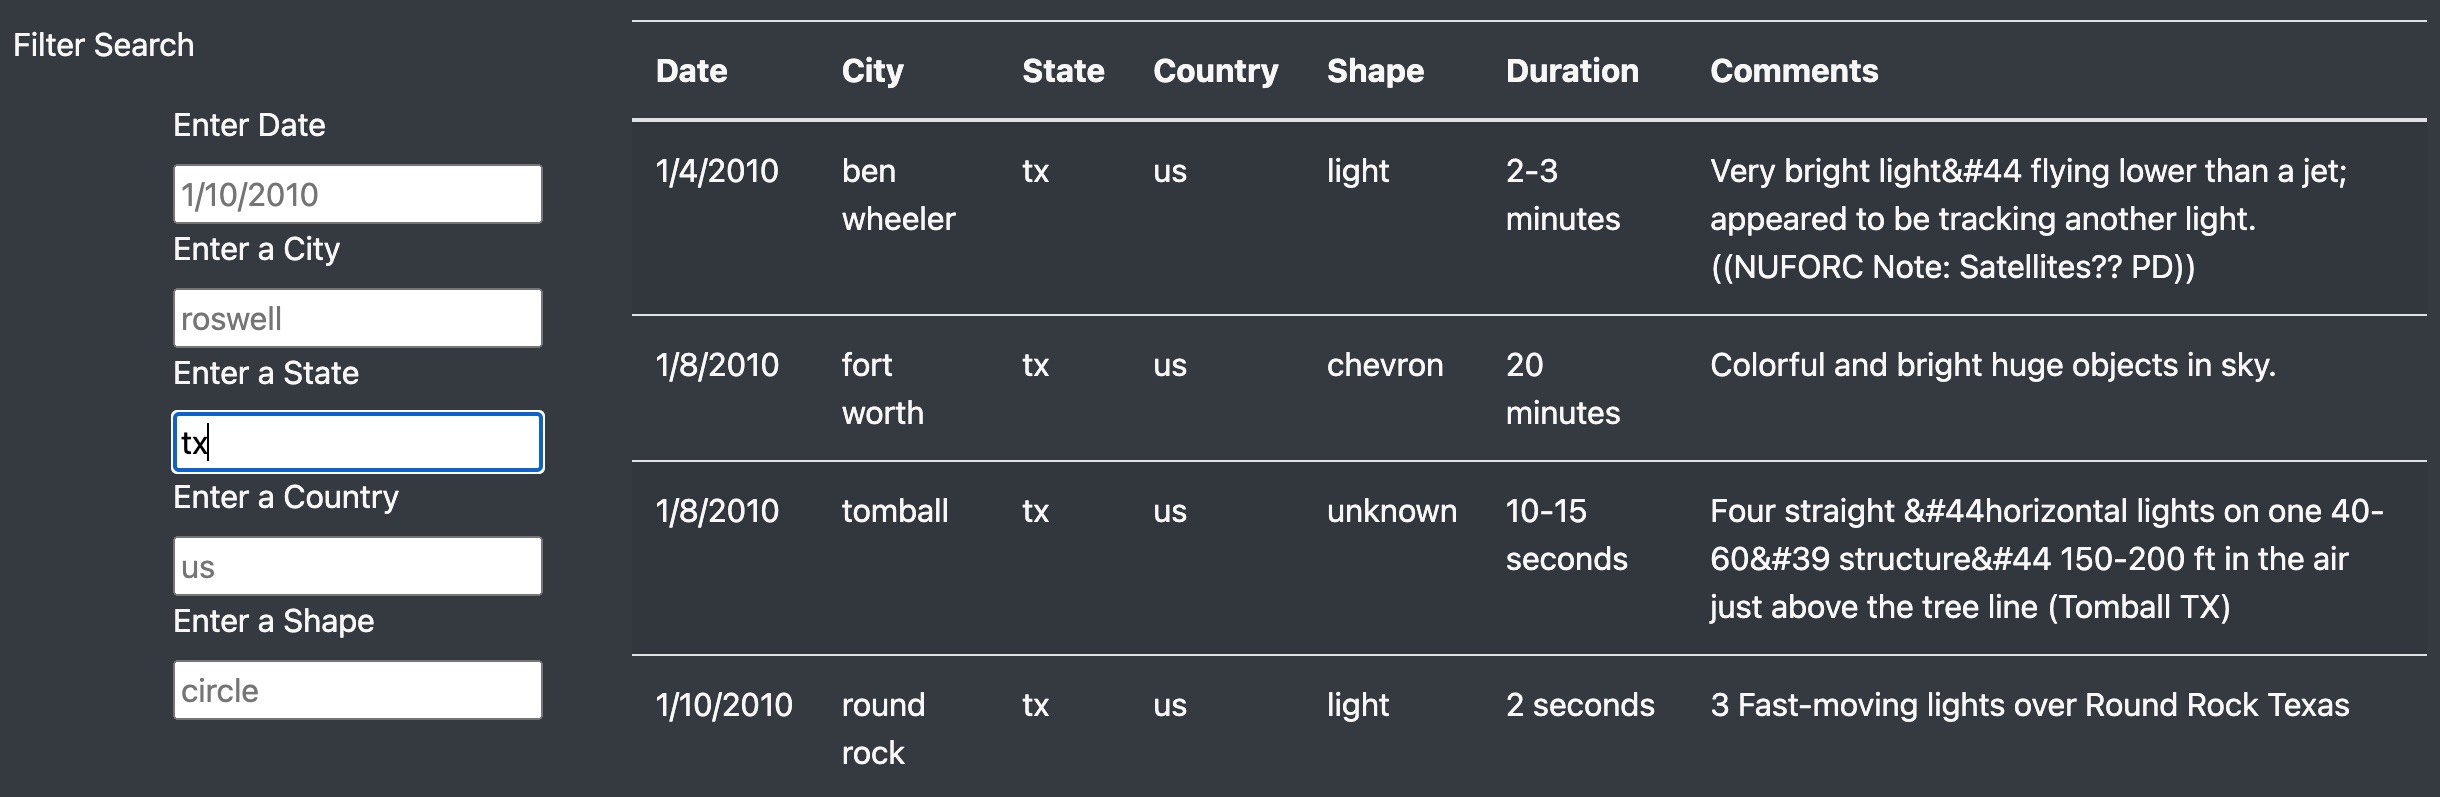 Filter Search
Enter Date
1/10/2010
Enter a City
roswell
Enter a State
tx
Enter a Country
us
Enter a Shape
circle
Date City State Country Shape Duration Comments
1/4/2010 ben tx us light 2-3 Very bright light&#44 flying lower than a jet;
wheeler minutes appeared to be tracking another light.
((NUFORC Note: Satellites?? PD))
1/8/2010 fort tx us chevron 20 Colorful and bright huge objects in sky.
worth minutes
1/8/2010 tomball tx us unknown 10-15 Four straight &#44horizontal lights on one 40-
seconds 60&#39 structure&#44 150-200 ft in the air
just above the tree line (Tomball TX)
1/10/2010 round tx us light 2 seconds 3 Fast-moving lights over Round Rock Texas
rock